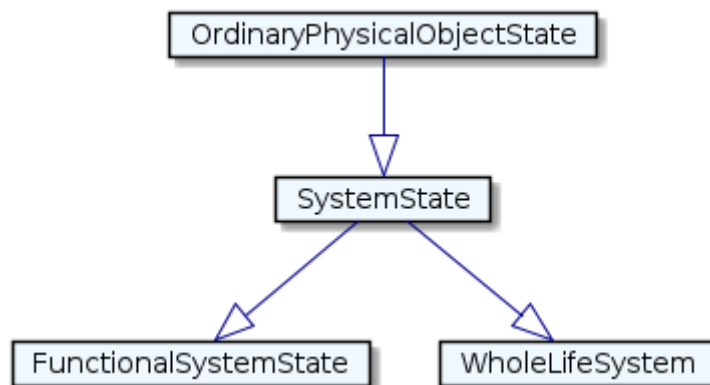 OrdinaryPhysicalObjectState
SystemState
FunctionalSystemState
WholeLifeSystem